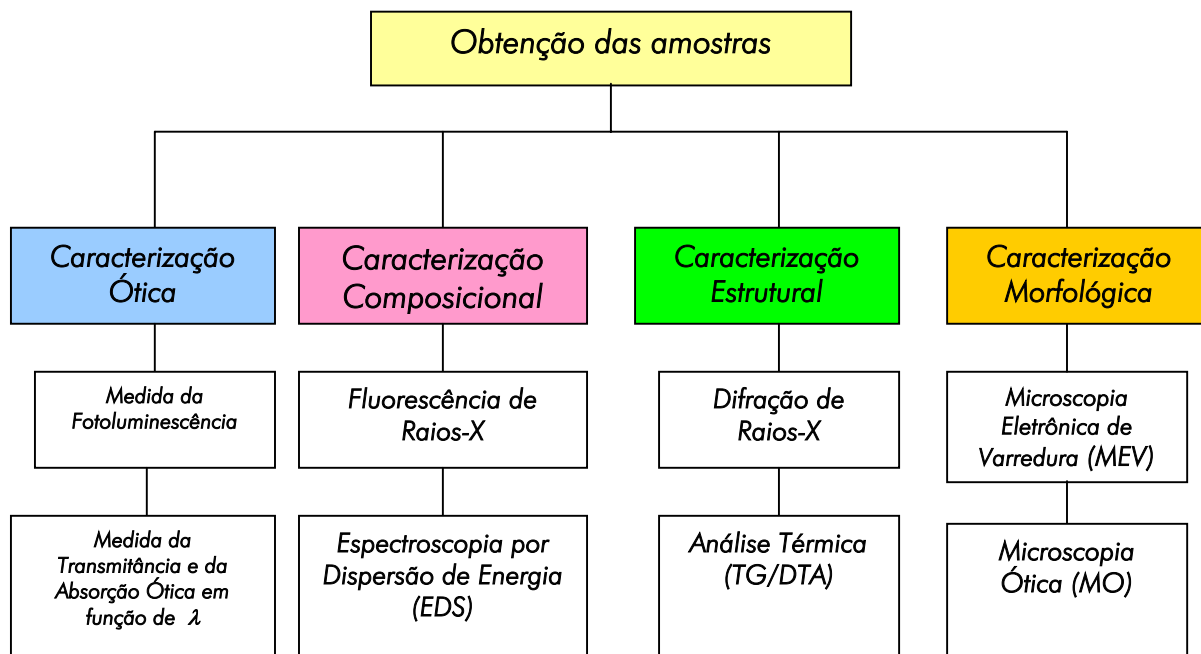 Obtenção das amostras
Caracterização
Ótica
Caracterização
Composicional
Caracterização
Estrutural
Caracterização
Morfológica
Medida da
Fotoluminescência
Fluorescência de
Raios-X
Difração de
Raios-X
Microscopia
Eletrônica de
Varredura (MEV)
Medida da
Transmitância e da
Absorção Ótica em
função de λ
Espectroscopia por
Dispersão de Energia
(EDS)
Análise Térmica
(TG/DTA)
Microscopia
Ótica (MO)